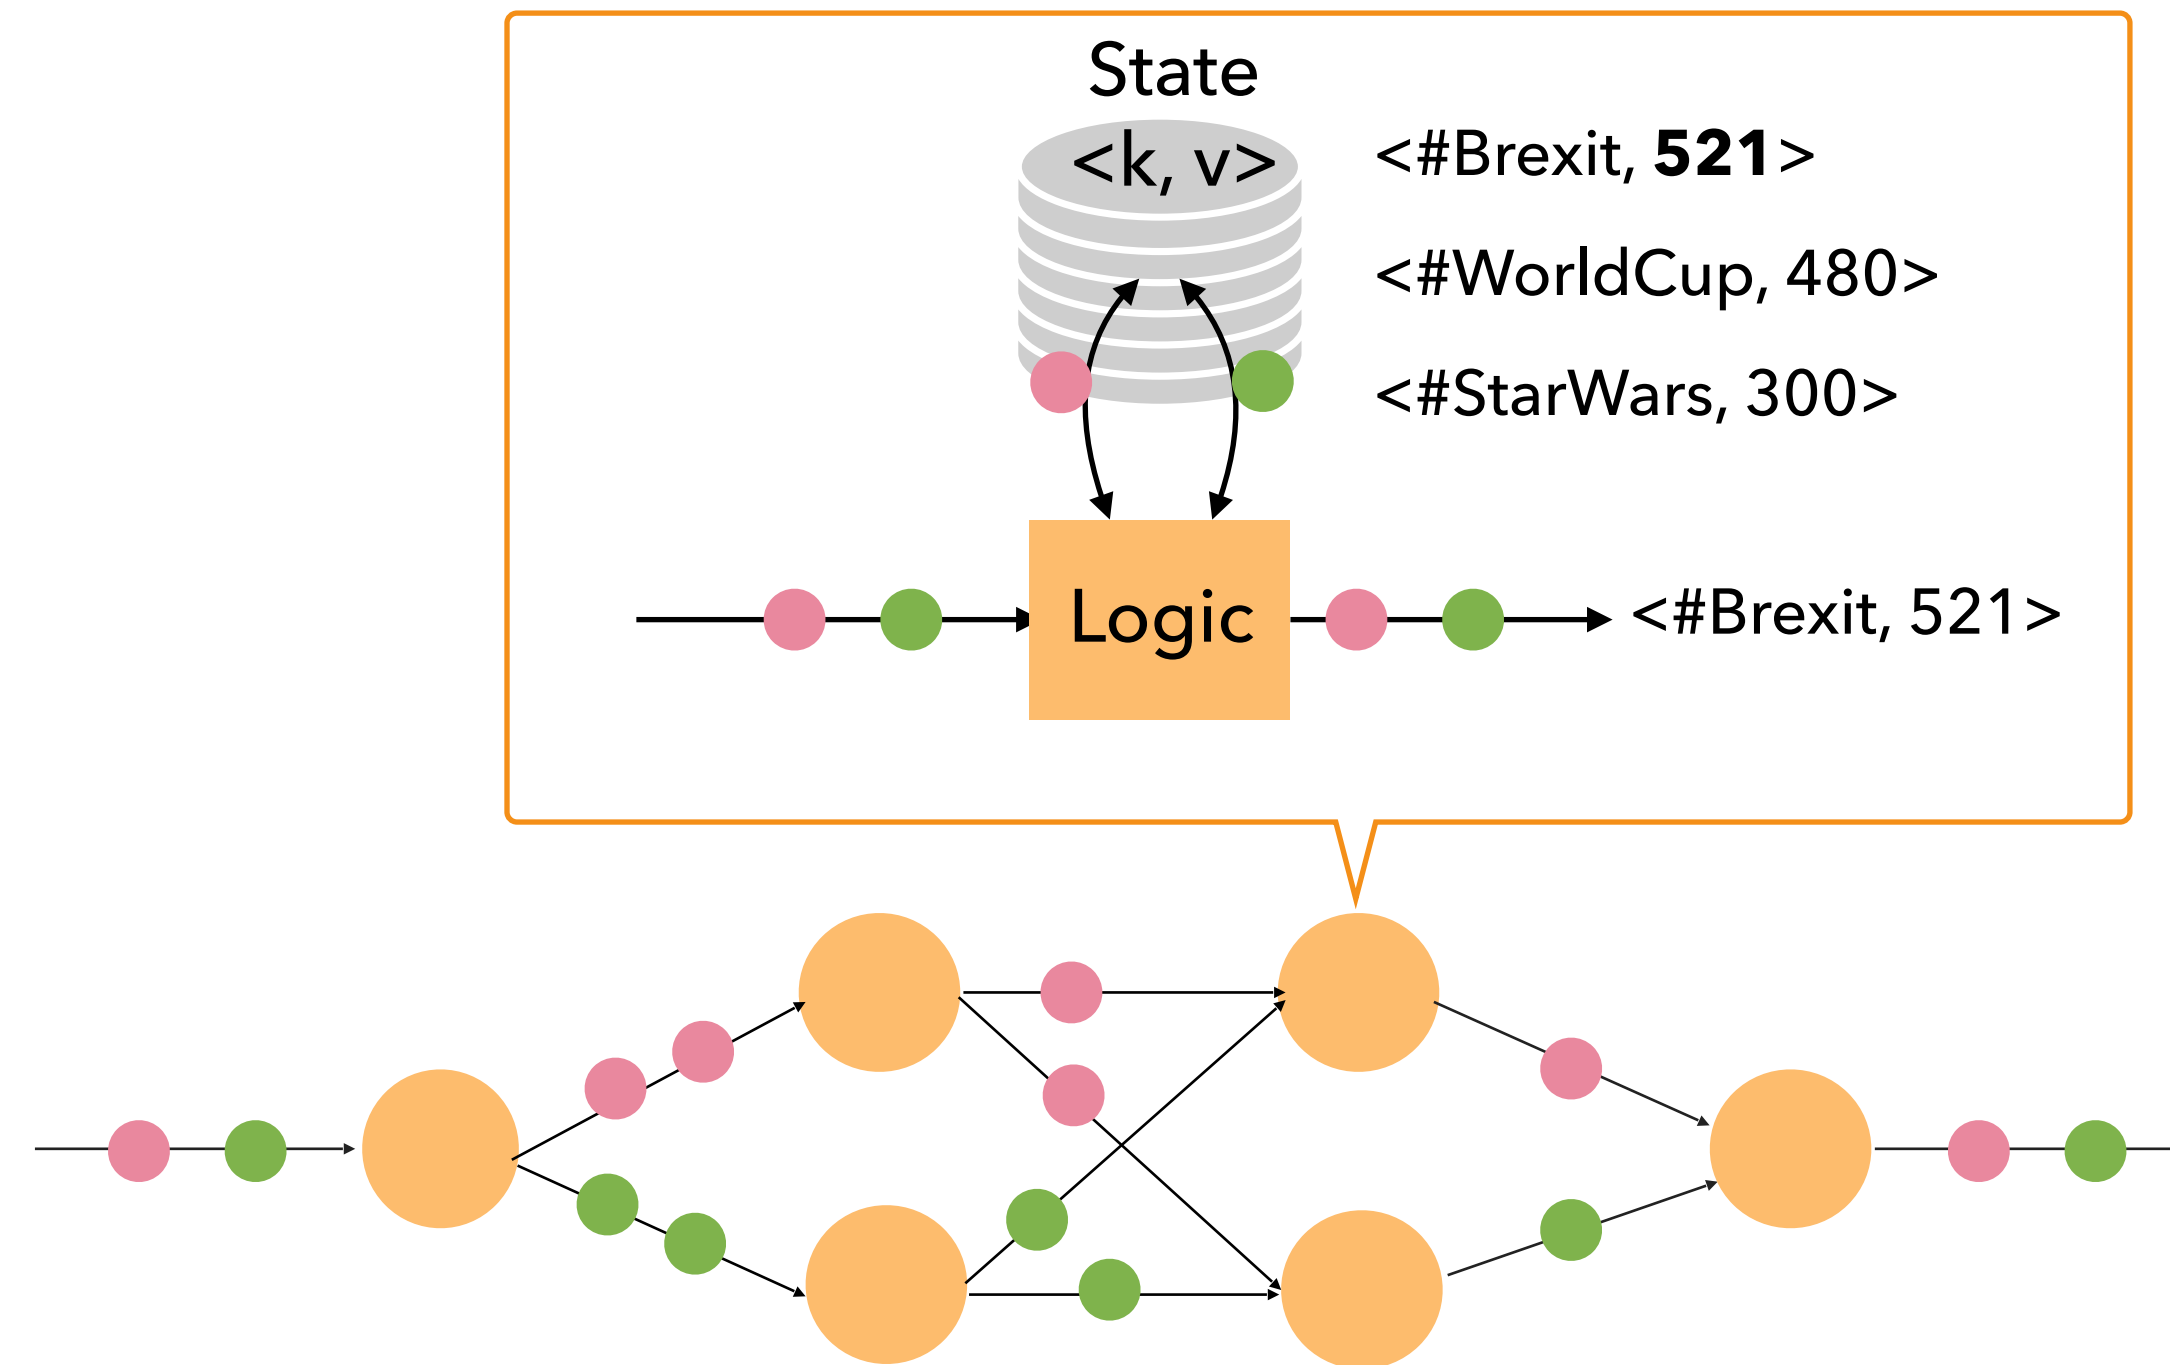 State
<k, v>
<#Brexit, 521>
<#WorldCup, 480>
<#StarWars, 300>
Logic
<#Brexit, 521>